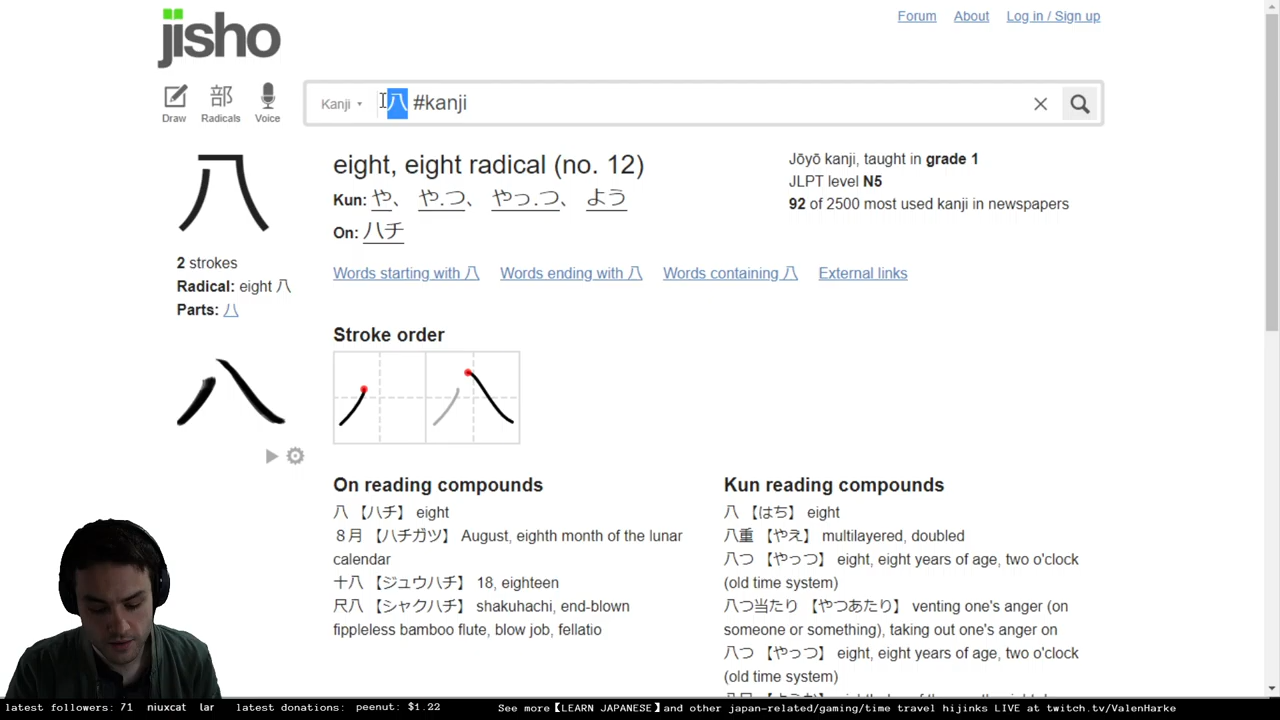 Forum About Log in / Sign up
jisho
Draw 部 Radicals Voice
Kanji ▾ 八 #kanji
八
eight, eight radical (no. 12)
Kun: や、 や.つ、 やっ.つ、 よう
On: ハチ
Jōyō kanji, taught in grade 1
JLPT level N5
92 of 2500 most used kanji in newspapers
2 strokes
Radical: eight 八
Parts: 八
Words starting with 八 Words ending with 八 Words containing 八 External links
Stroke order
八
On reading compounds
八 【ハチ】 eight
８月 【ハチガツ】 August, eighth month of the lunar
calendar
十八 【ジュウハチ】 18, eighteen
尺八 【シャクハチ】 shakuhachi, end-blown
fippleless bamboo flute, blow job, fellatio
Kun reading compounds
八 【はち】 eight
八重 【やえ】 multilayered, doubled
八つ 【やっつ】 eight, eight years of age, two o'clock
(old time system)
八つ当たり 【やつあたり】 venting one's anger (on
someone or something), taking out one's anger on
八つ 【やっつ】 eight, eight years of age, two o'clock
(old time system)
latest followers: 71 niuxcat lar latest donations: peenut: $1.22 See more【LEARN JAPANESE】and other japan-related/gaming/time travel hijinks LIVE at twitch.tv/ValenHarke